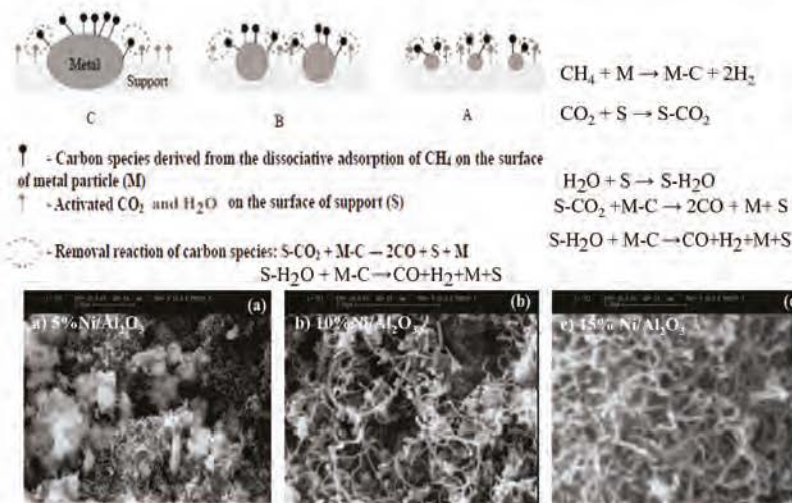 Metal
Support
C
B
A
CH₄ + M → M-C + 2H₂
CO₂ + S → S-CO₂
- Carbon species derived from the dissociative adsorption of CH₄ on the surface
of metal particle (M)
- Activated CO₂ and H₂O on the surface of support (S)
- Removal reaction of carbon species: S-CO₂ + M-C – 2CO + S + M
S-H₂O + M-C→CO+H₂+M+S
H₂O + S → S-H₂O
S-CO₂ +M-C → 2CO + M+ S
S-H₂O + M-C→CO+H₂+M+S
(a)
a) 5%Ni/Al₂O₃
(b)
b) 10%Ni/Al₂O₃
(c
c) 15% Ni/Al₂O₃